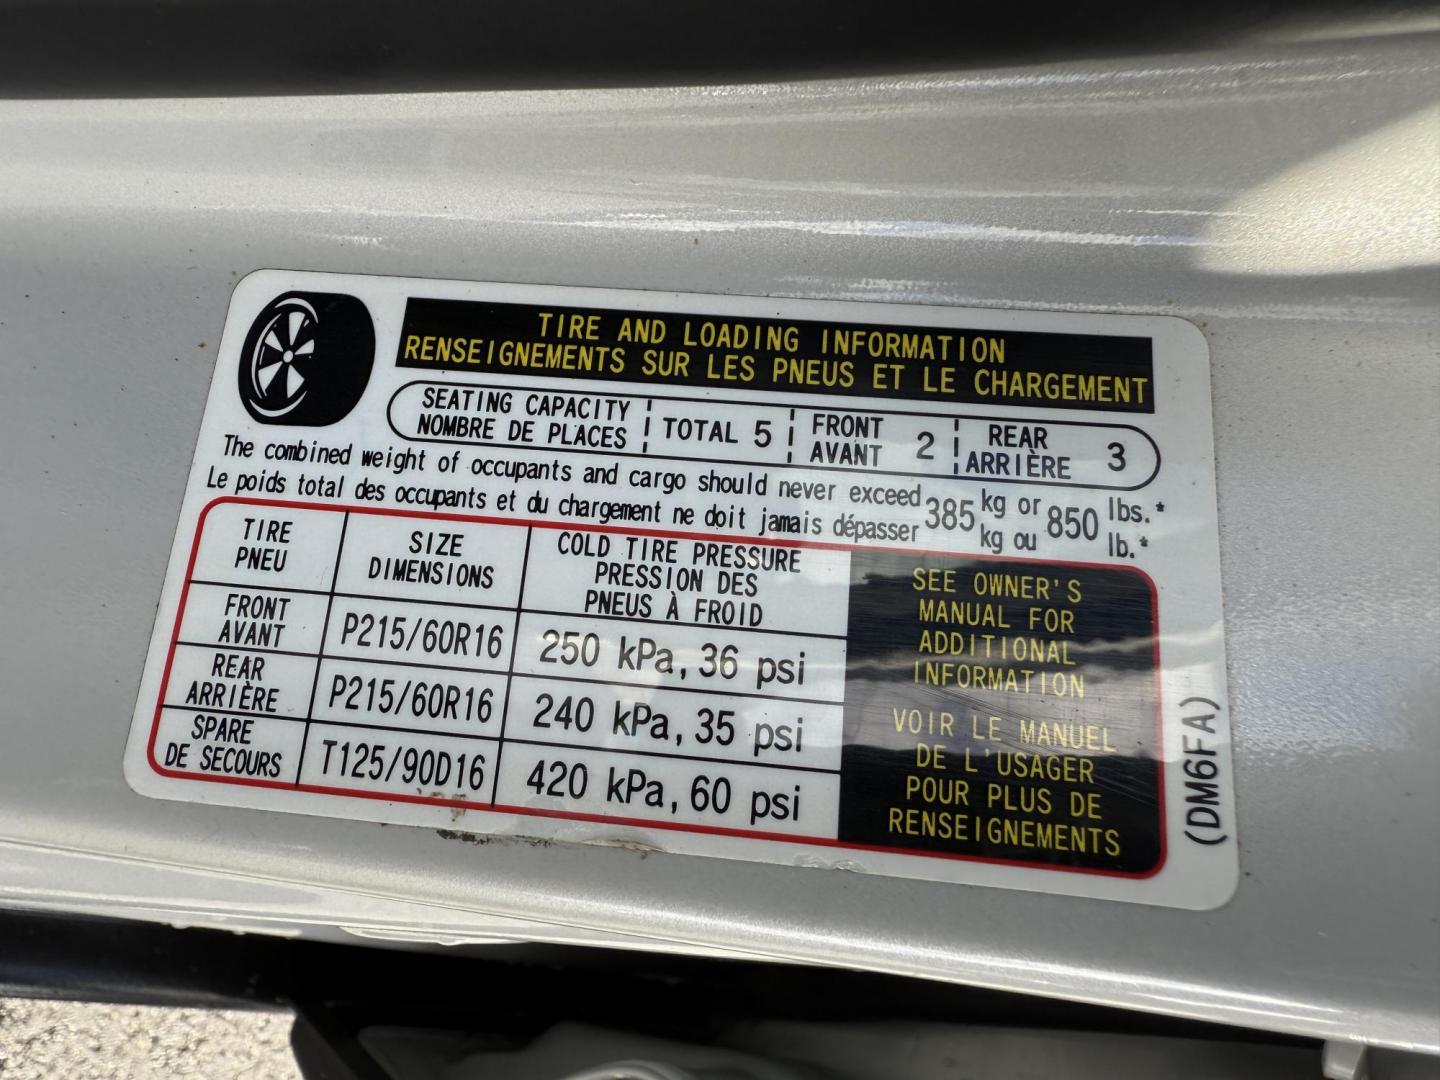 TIRE AND LOADING INFORMATION
RENSEIGNEMENTS SUR LES PNEUS ET LE CHARGEMENT
SEATING CAPACITY
NOMBRE DE PLACES
TOTAL 5
FRONT
AVANT
2
REAR
ARRIÈRE
3
The combined weight of occupants and cargo should never exceed 385 kg or 850 lbs.*
Le poids total des occupants et du chargement ne doit jamais dépasser 385 kg ou 850 lb.*
TIRE
PNEU
SIZE
DIMENSIONS
COLD TIRE PRESSURE
PRESSION DES
PNEUS À FROID
FRONT
AVANT
P215/60R16
250 kPa, 36 psi
REAR
ARRIÈRE
P215/60R16
240 kPa, 35 psi
SPARE
DE SECOURS
T125/90D16
420 kPa, 60 psi
SEE OWNER'S
MANUAL FOR
ADDITIONAL
INFORMATION
VOIR LE MANUEL
DE L'USAGER
POUR PLUS DE
RENSEIGNEMENTS
(DM6FA)